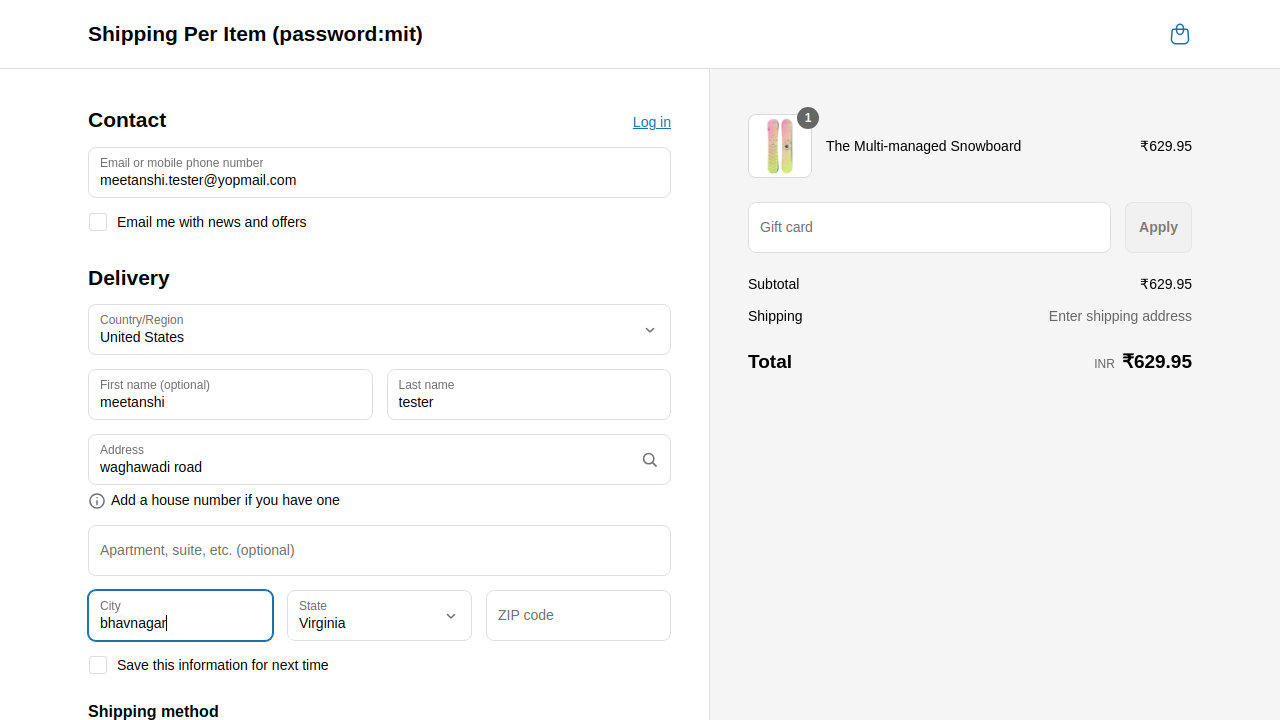 Shipping Per Item (password:mit)
Contact
Log in
Email or mobile phone number
meetanshi.tester@yopmail.com
Email me with news and offers
Delivery
Country/Region
United States
First name (optional)
meetanshi
Last name
tester
Address
waghawadi road
Add a house number if you have one
Apartment, suite, etc. (optional)
City
bhavnagar
State
Virginia
ZIP code
Save this information for next time
Shipping method
1
The Multi-managed Snowboard
₹629.95
Gift card
Apply
Subtotal
₹629.95
Shipping
Enter shipping address
Total
INR ₹629.95